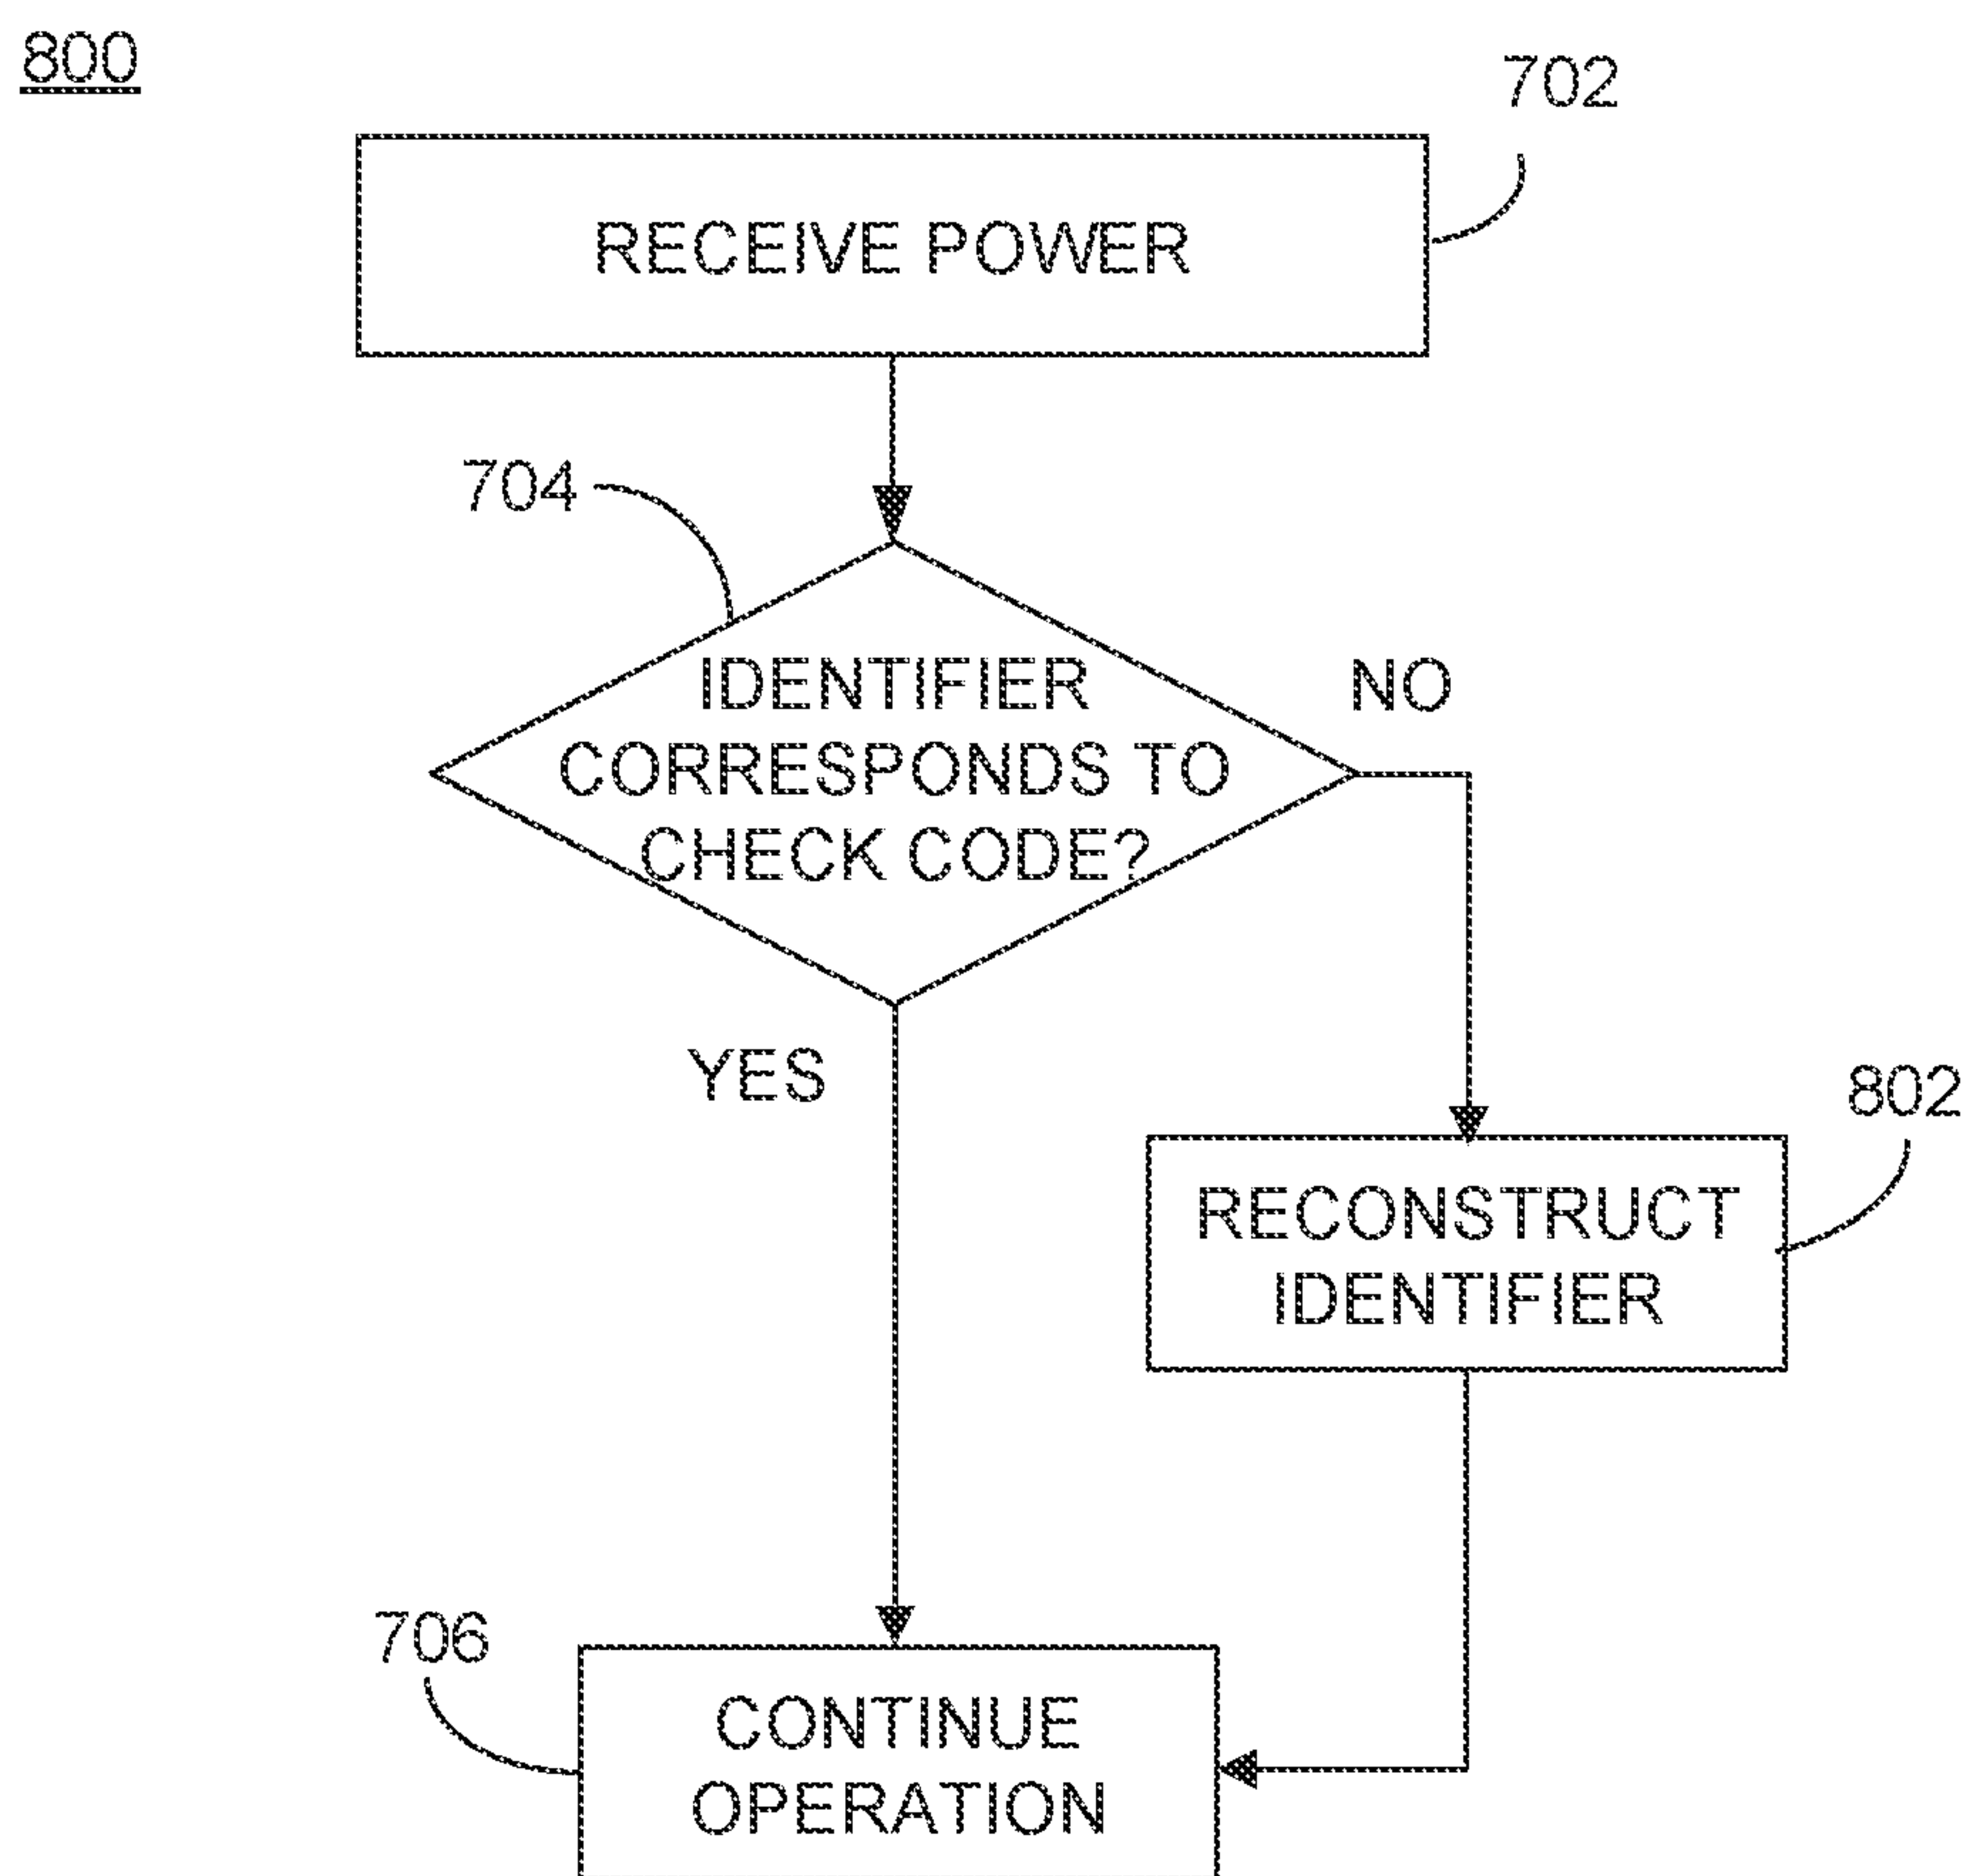 800
702
RECEIVE POWER
704
IDENTIFIER
CORRESPONDS TO
CHECK CODE?
NO
YES
802
RECONSTRUCT
IDENTIFIER
706
CONTINUE
OPERATION